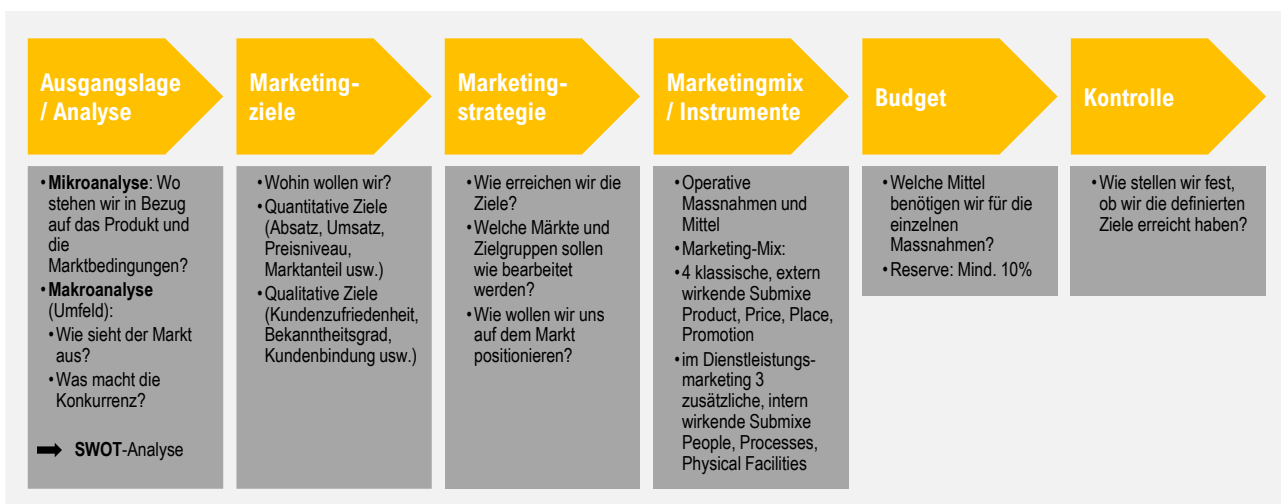 Ausgangslage
/ Analyse
Marketing-
ziele
Marketing-
strategie
Marketingmix
/ Instrumente
Budget
Kontrolle
• Mikroanalyse: Wo
stehen wir in Bezug
auf das Produkt und
die
Marktbedingungen?
• Makroanalyse
(Umfeld):
• Wie sieht der Markt
aus?
• Was macht die
Konkurrenz?
➡ SWOT-Analyse
• Wohin wollen wir?
• Quantitative Ziele
(Absatz, Umsatz,
Preisniveau,
Marktanteil usw.)
• Qualitative Ziele
(Kundenzufriedenheit,
Bekanntheitsgrad,
Kundenbindung usw.)
• Wie erreichen wir die
Ziele?
• Welche Märkte und
Zielgruppen sollen
wie bearbeitet
werden?
• Wie wollen wir uns
auf dem Markt
positionieren?
• Operative
Massnahmen und
Mittel
• Marketing-Mix:
• 4 klassische, extern
wirkende Submixe
Product, Price, Place,
Promotion
• im Dienstleistungs-
marketing 3
zusätzliche, intern
wirkende Submixe
People, Processes,
Physical Facilities
• Welche Mittel
benötigen wir für die
einzelnen
Massnahmen?
• Reserve: Mind. 10%
• Wie stellen wir fest,
ob wir die definierten
Ziele erreicht haben?